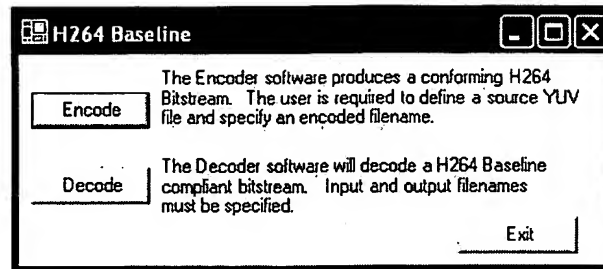 H264 Baseline
The Encoder software produces a conforming H264
Encode
Bitstream. The user is required to define a source YUV
file and specify an encoded filename.
The Decoder software will decode a H264 Baseline
Decode
compliant bitstream. Input and output filenames
must be specified.
Exit